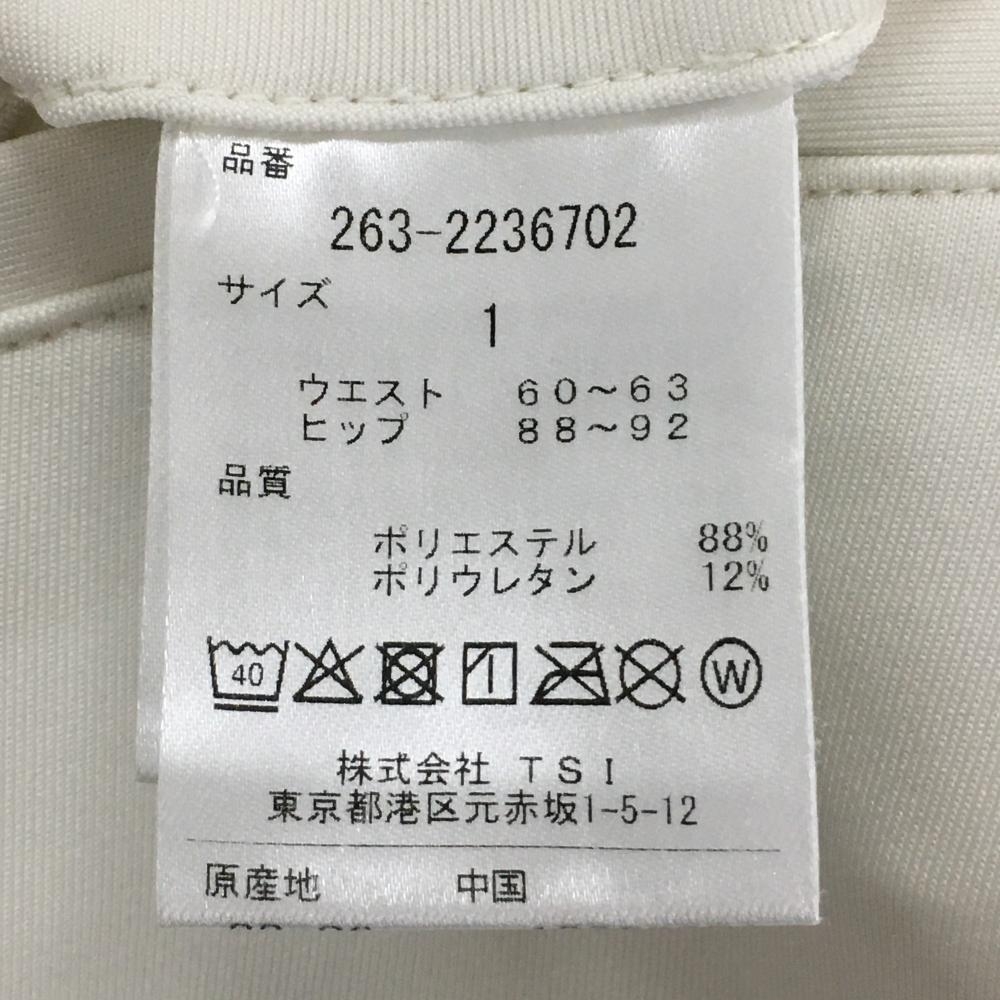 品番
263-2236702
サイズ
1
ウエスト 60〜63
ヒップ 88〜92
品質
ポリエステル 88%
ポリウレタン 12%
40 W
株式会社 TSI
東京都港区元赤坂1-5-12
原産地 中国